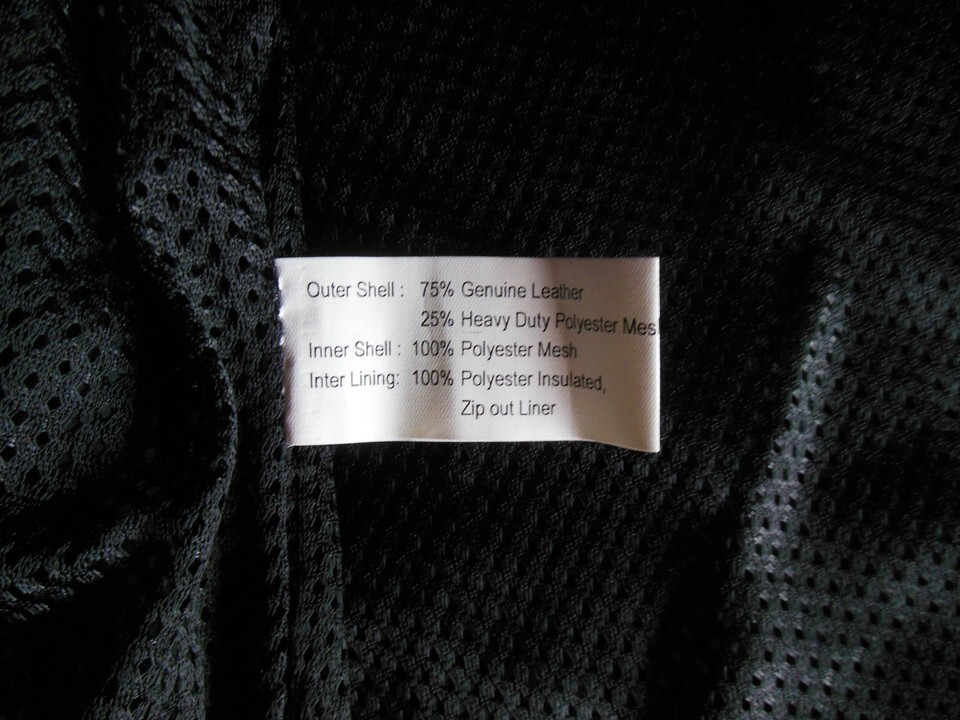 Outer Shell : 75% Genuine Leather
25% Heavy Duty Polyester Mes
Inner Shell : 100% Polyester Mesh
Inter Lining: 100% Polyester Insulated,
Zip out Liner